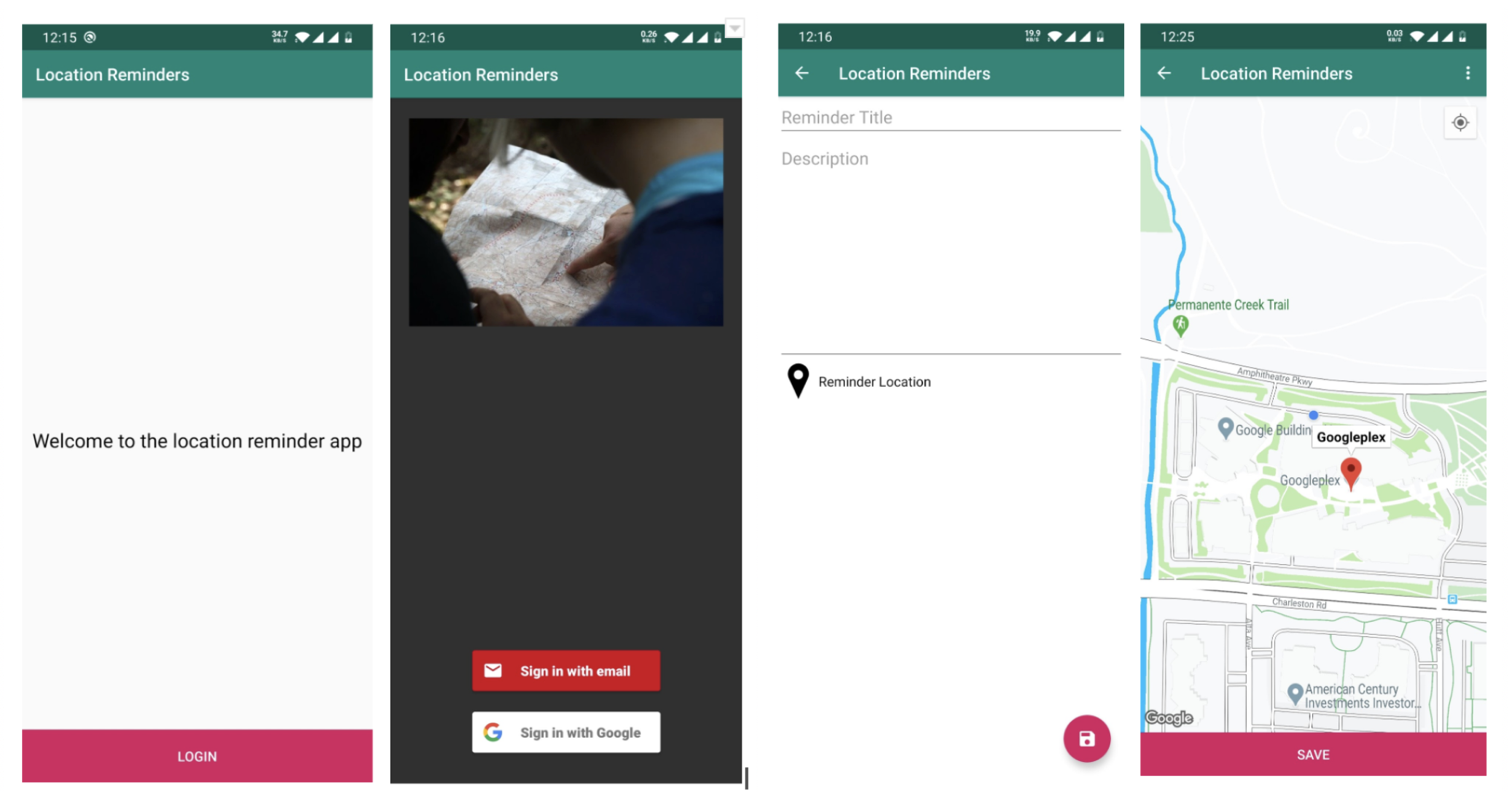 12:15
34.7
KB/S
Location Reminders
Welcome to the location reminder app
LOGIN
12:16
0.26
KB/S
Location Reminders
Sign in with email
G Sign in with Google
12:16
19.9
KB/S
Location Reminders
Reminder Title
Description
Reminder Location
12:25
0.03
KB/S
Location Reminders
Permanente Creek Trail
Amphitheatre Pkwy
Google Buildin
Googleplex
Googleplex
Charleston Rd
Alta Ave
Huff Ave
American Century
Investments Investor...
Google
SAVE